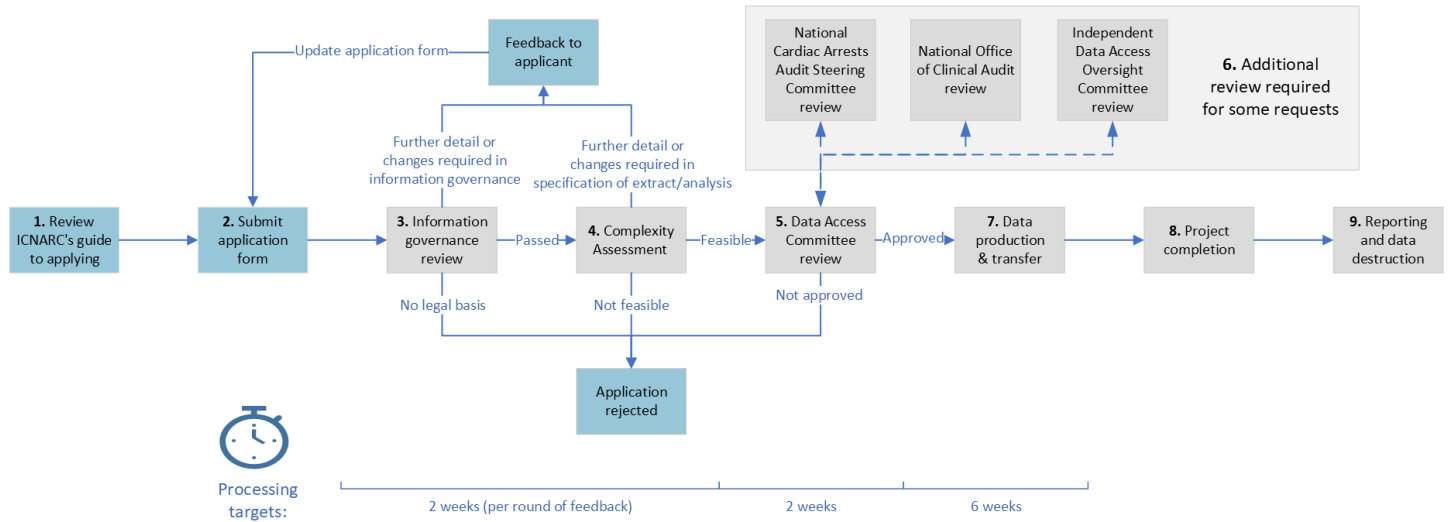 Update application form
Feedback to
applicant
National
Cardiac Arrests
Audit Steering
Committee
review
National Office
of Clinical Audit
review
Independent
Data Access
Oversight
Committee
review
6. Additional
review required
for some requests
Further detail or
changes required in
information governance
Further detail or
changes required in
specification of extract/analysis
1. Review
ICNARC's guide
to applying
2. Submit
application
form
3. Information
governance
review
Passed
4. Complexity
Assessment
Feasible
5. Data Access
Committee
review
Approved
7. Data
production
& transfer
8. Project
completion
9. Reporting
and data
destruction
No legal basis
Not feasible
Not approved
Application
rejected
Processing
targets:
2 weeks (per round of feedback)
2 weeks
6 weeks